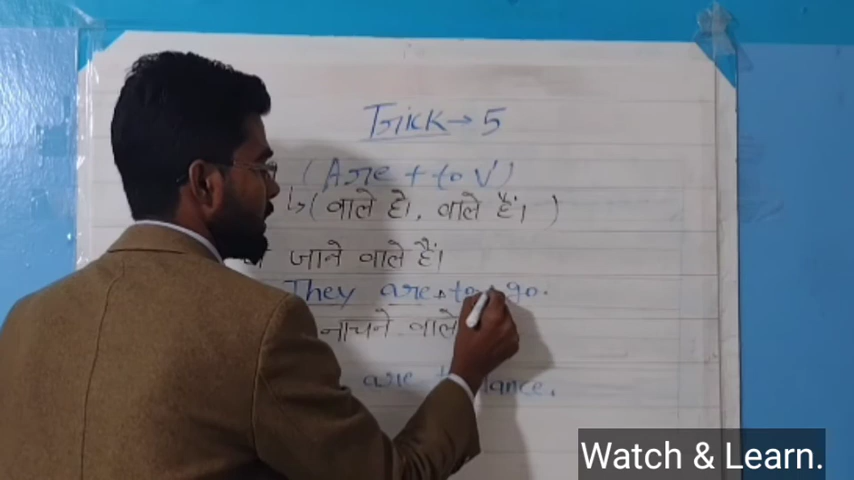 Trick → 5
(Are + to V)
↳ ( वाले हो, वाले हैं। )
जाने वाले हैं।
They are to go.
नाचने वाले
are to dance.
Watch & Learn.